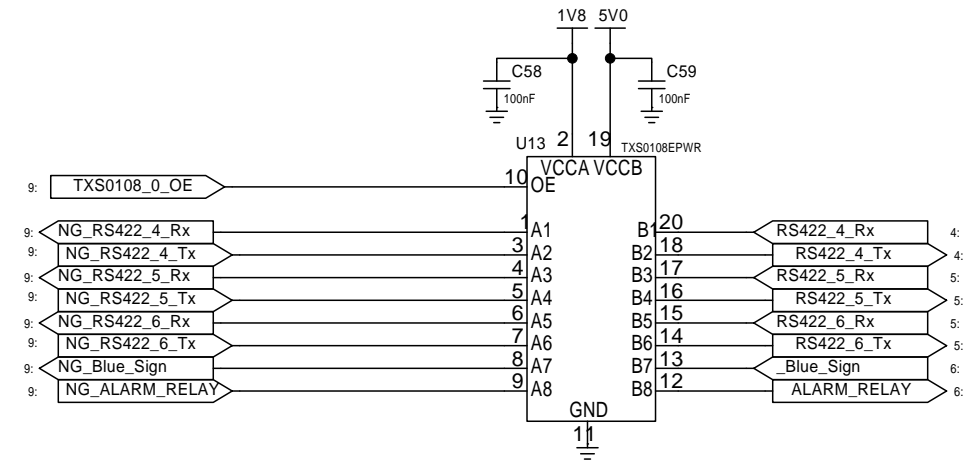 1V8 5V0
C58
100nF
C59
100nF
U13 2 19 TXS0108EPWR
VCCA VCCB
9: TXS0108_0_OE 10 OE
9: NG_RS422_4_Rx 1 A1 B1 20 RS422_4_Rx 4:
9: NG_RS422_4_Tx 3 A2 B2 18 RS422_4_Tx 4:
9: NG_RS422_5_Rx 4 A3 B3 17 RS422_5_Rx 5:
9: NG_RS422_5_Tx 5 A4 B4 16 RS422_5_Tx 5:
9: NG_RS422_6_Rx 6 A5 B5 15 RS422_6_Rx 5:
9: NG_RS422_6_Tx 7 A6 B6 14 RS422_6_Tx 5:
9: NG_Blue_Sign 8 A7 B7 13 _Blue_Sign 6:
9: NG_ALARM_RELAY 9 A8 B8 12 ALARM_RELAY 6:
GND
11